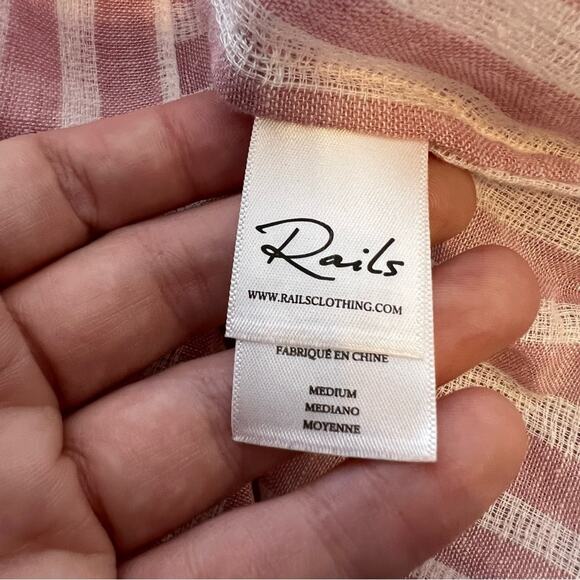 Rails
WWW.RAILSCLOTHING.COM
FABRIQUÉ EN CHINE
MEDIUM
MEDIANO
MOYENNE